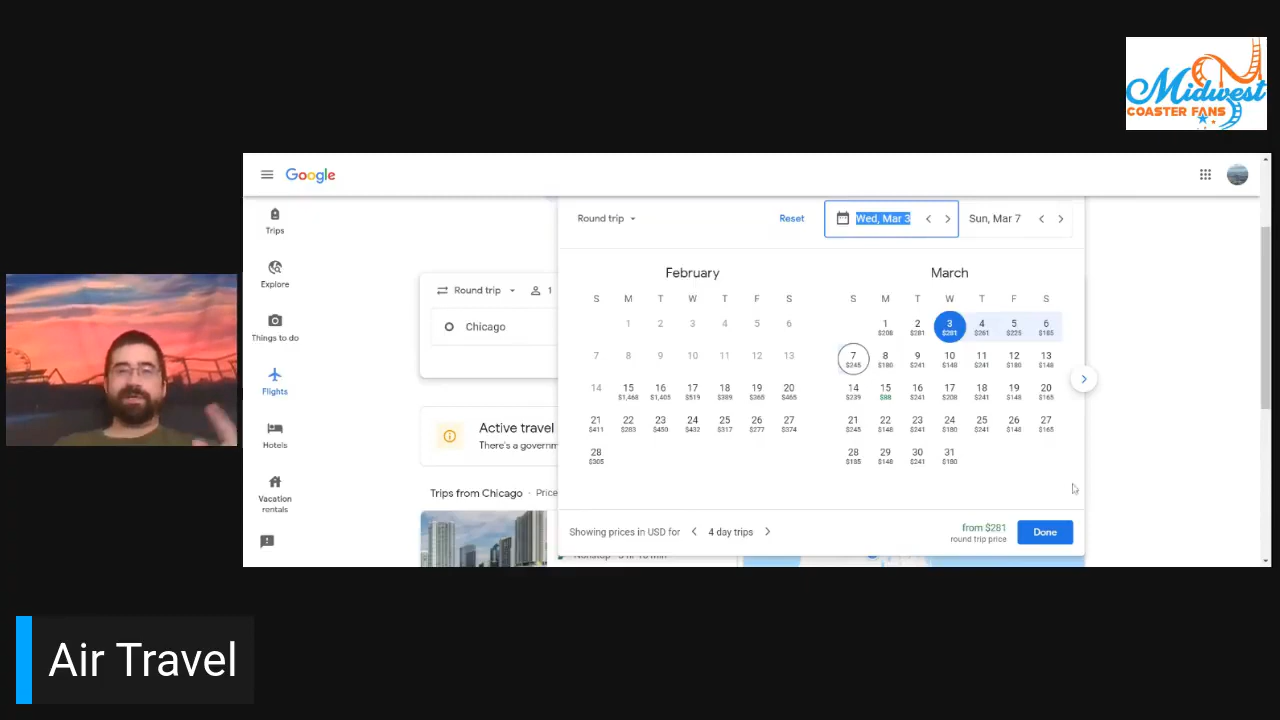 Midwest
COASTER FANS
Google
Trips
Explore
Things to do
Flights
Hotels
Vacation
rentals
Round trip
Reset
Wed, Mar 3
Sun, Mar 7
Round trip
1
Chicago
Active travel
There's a governm
Trips from Chicago · Price
February
S M T W T F S
1 2 3 4 5 6
7 8 9 10 11 12 13
14 15 16 17 18 19 20
$1,468 $1,405 $519 $389 $365 $465
21 22 23 24 25 26 27
$411 $283 $450 $432 $317 $277 $374
28
$305
March
S M T W T F S
1 2 3 4 5 6
$208 $281 $281 $261 $225 $185
7 8 9 10 11 12 13
$245 $180 $241 $148 $241 $180 $148
14 15 16 17 18 19 20
$239 $98 $241 $208 $241 $148 $165
21 22 23 24 25 26 27
$245 $148 $241 $180 $241 $148 $165
28 29 30 31
$185 $148 $241 $180
Showing prices in USD for
4 day trips
from $281
round trip price
Done
Air Travel